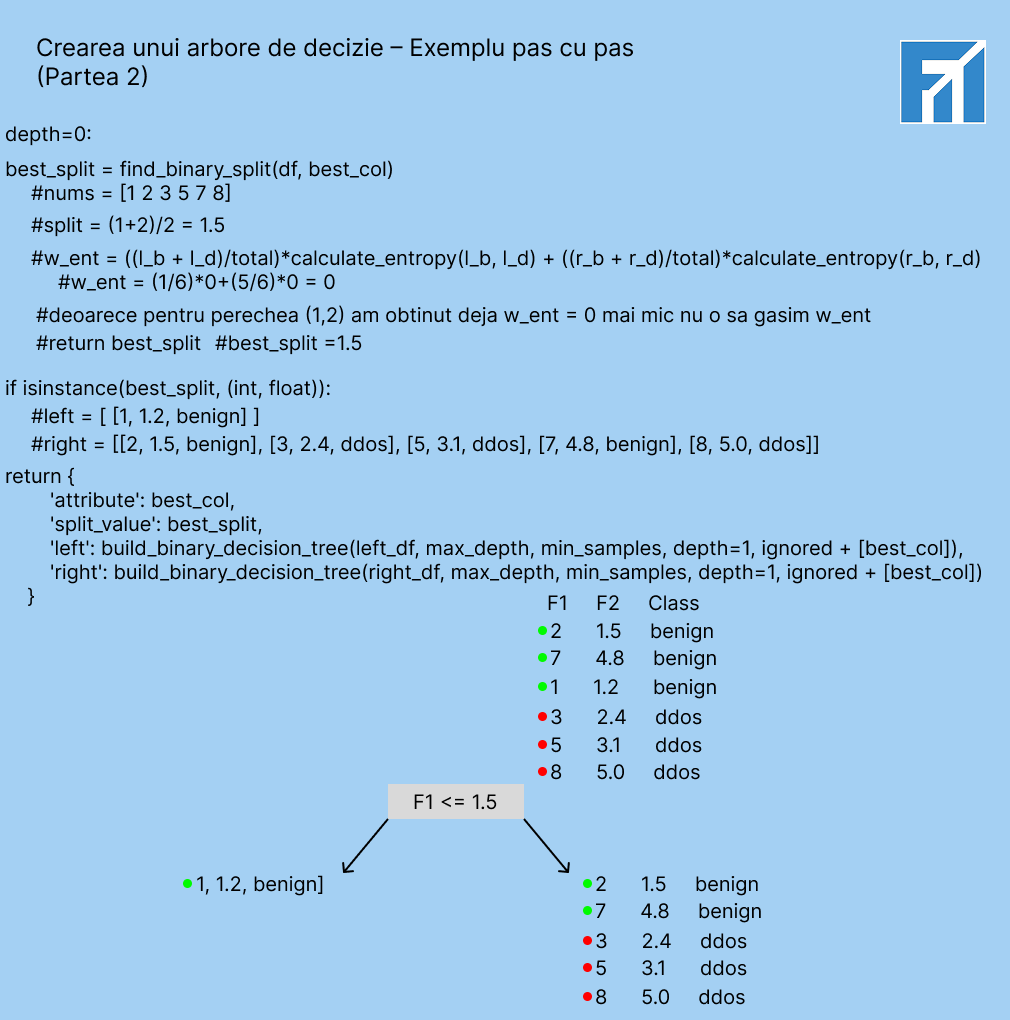 Crearea unui arbore de decizie – Exemplu pas cu pas
(Partea 2)
depth=0:
best_split = find_binary_split(df, best_col)
#nums = [1 2 3 5 7 8]
#split = (1+2)/2 = 1.5
#w_ent = ((l_b + l_d)/total)*calculate_entropy(l_b, l_d) + ((r_b + r_d)/total)*calculate_entropy(r_b, r_d)
#w_ent = (1/6)*0+(5/6)*0 = 0
#deoarece pentru perechea (1,2) am obtinut deja w_ent = 0 mai mic nu o sa gasim w_ent
#return best_split #best_split =1.5
if isinstance(best_split, (int, float)):
#left = [ [1, 1.2, benign] ]
#right = [[2, 1.5, benign], [3, 2.4, ddos], [5, 3.1, ddos], [7, 4.8, benign], [8, 5.0, ddos]]
return {
'attribute': best_col,
'split_value': best_split,
'left': build_binary_decision_tree(left_df, max_depth, min_samples, depth=1, ignored + [best_col]),
'right': build_binary_decision_tree(right_df, max_depth, min_samples, depth=1, ignored + [best_col])
}
F1 F2 Class
2 1.5 benign
7 4.8 benign
1 1.2 benign
3 2.4 ddos
5 3.1 ddos
8 5.0 ddos
F1 <= 1.5
1, 1.2, benign]
2 1.5 benign
7 4.8 benign
3 2.4 ddos
5 3.1 ddos
8 5.0 ddos